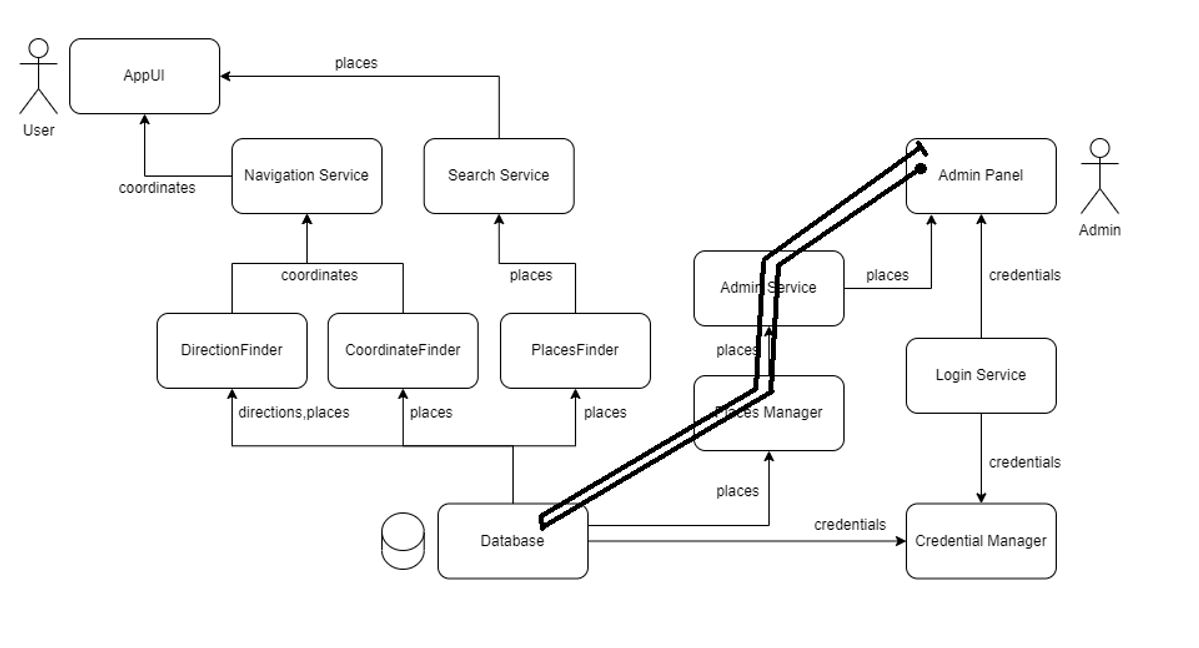 places
AppUI
User
Navigation Service
Search Service
Admin Panel
coordinates
Admin
coordinates
places
places
credentials
Admin Service
DirectionFinder
CoordinateFinder
PlacesFinder
places
Login Service
directions,places
places
places
Places Manager
credentials
places
credentials
Database
Credential Manager